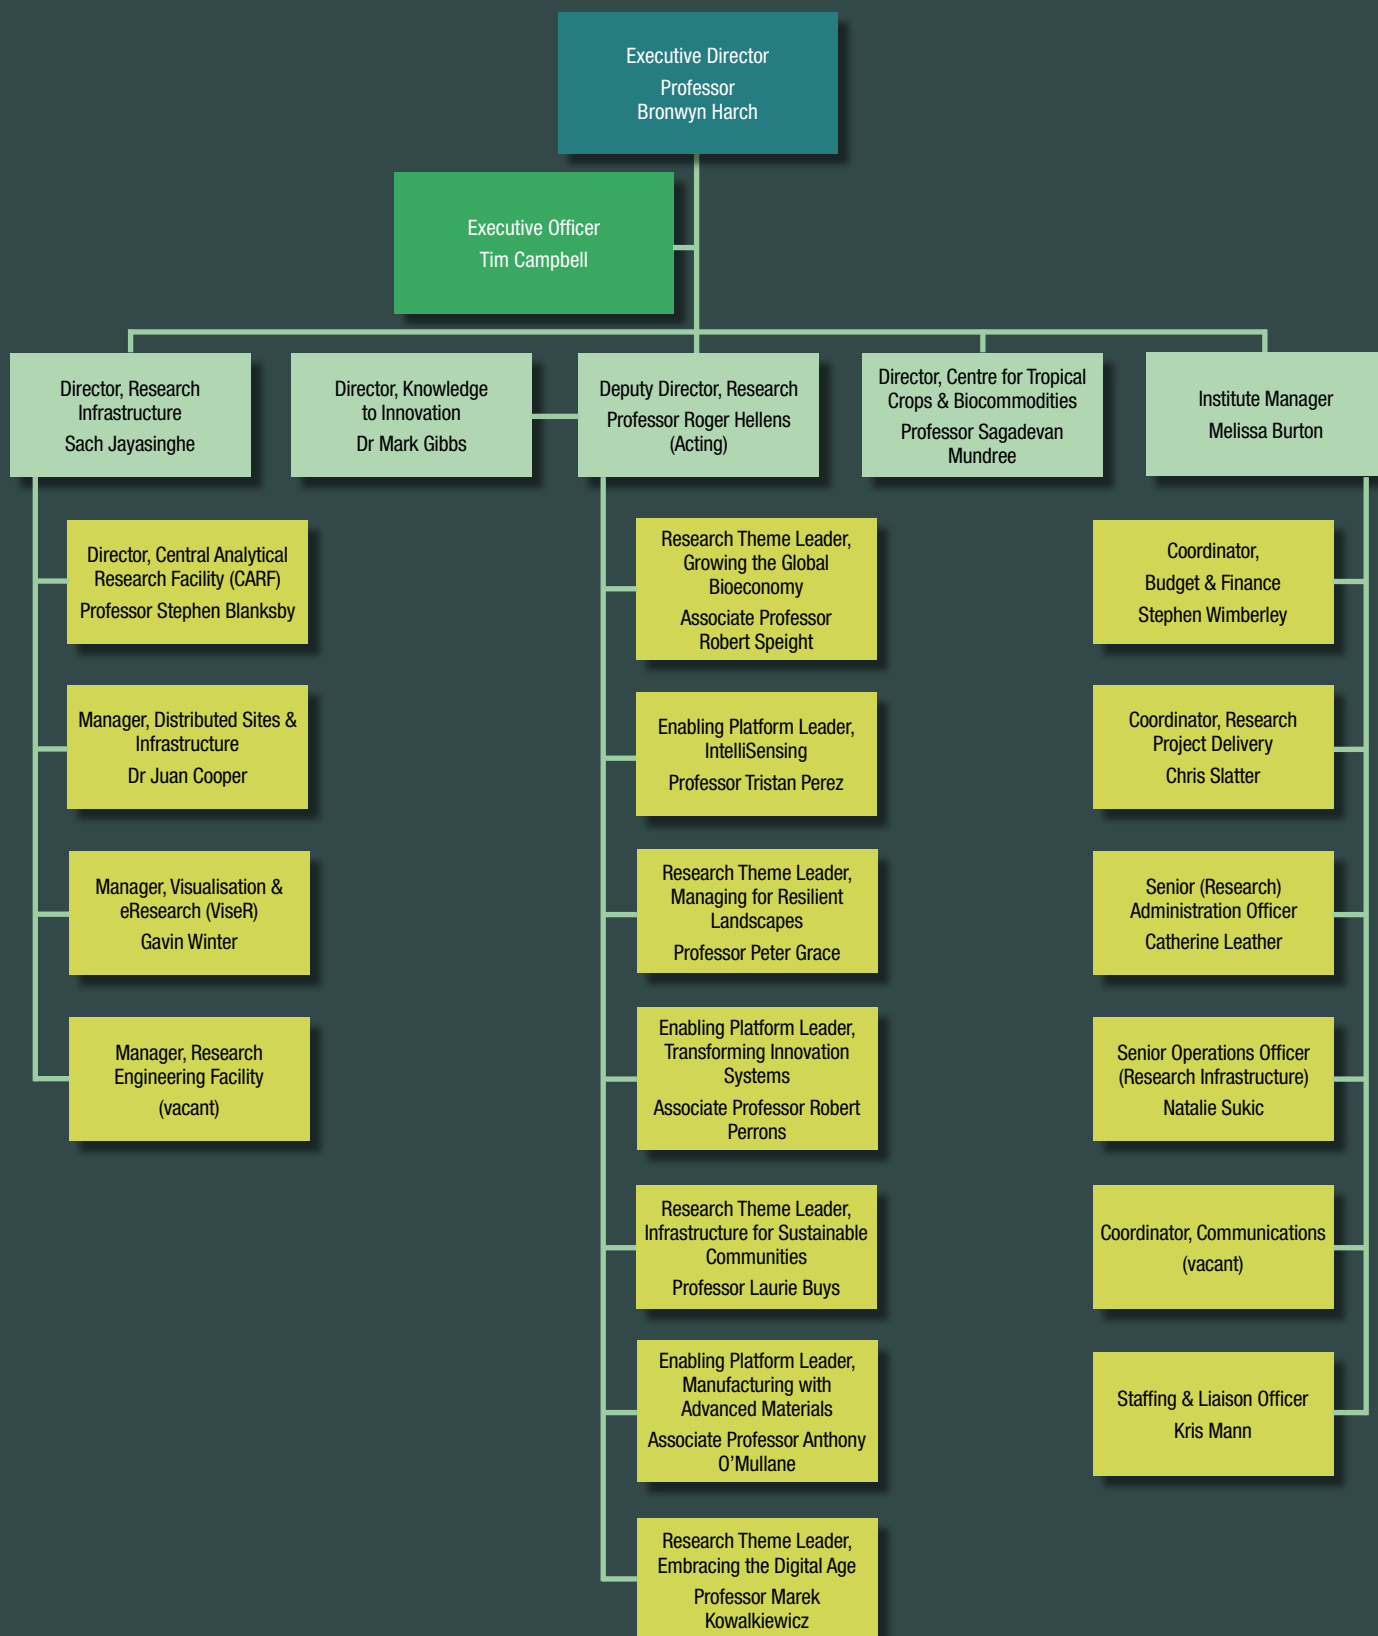 Executive Director
Professor
Bronwyn Harch
Executive Officer
Tim Campbell
Director, Research
Infrastructure
Sach Jayasinghe
Director, Knowledge
to Innovation
Dr Mark Gibbs
Deputy Director, Research
Professor Roger Hellens
(Acting)
Director, Centre for Tropical
Crops & Biocommodities
Professor Sagadevan
Mundree
Institute Manager
Melissa Burton
Director, Central Analytical
Research Facility (CARF)
Professor Stephen Blanksby
Manager, Distributed Sites &
Infrastructure
Dr Juan Cooper
Manager, Visualisation &
eResearch (ViseR)
Gavin Winter
Manager, Research
Engineering Facility
(vacant)
Research Theme Leader,
Growing the Global
Bioeconomy
Associate Professor
Robert Speight
Enabling Platform Leader,
IntelliSensing
Professor Tristan Perez
Research Theme Leader,
Managing for Resilient
Landscapes
Professor Peter Grace
Enabling Platform Leader,
Transforming Innovation
Systems
Associate Professor Robert
Perrons
Research Theme Leader,
Infrastructure for Sustainable
Communities
Professor Laurie Buys
Enabling Platform Leader,
Manufacturing with
Advanced Materials
Associate Professor Anthony
O’Mullane
Research Theme Leader,
Embracing the Digital Age
Professor Marek
Kowalkiewicz
Coordinator,
Budget & Finance
Stephen Wimberley
Coordinator, Research
Project Delivery
Chris Slatter
Senior (Research)
Administration Officer
Catherine Leather
Senior Operations Officer
(Research Infrastructure)
Natalie Sukic
Coordinator, Communications
(vacant)
Staffing & Liaison Officer
Kris Mann